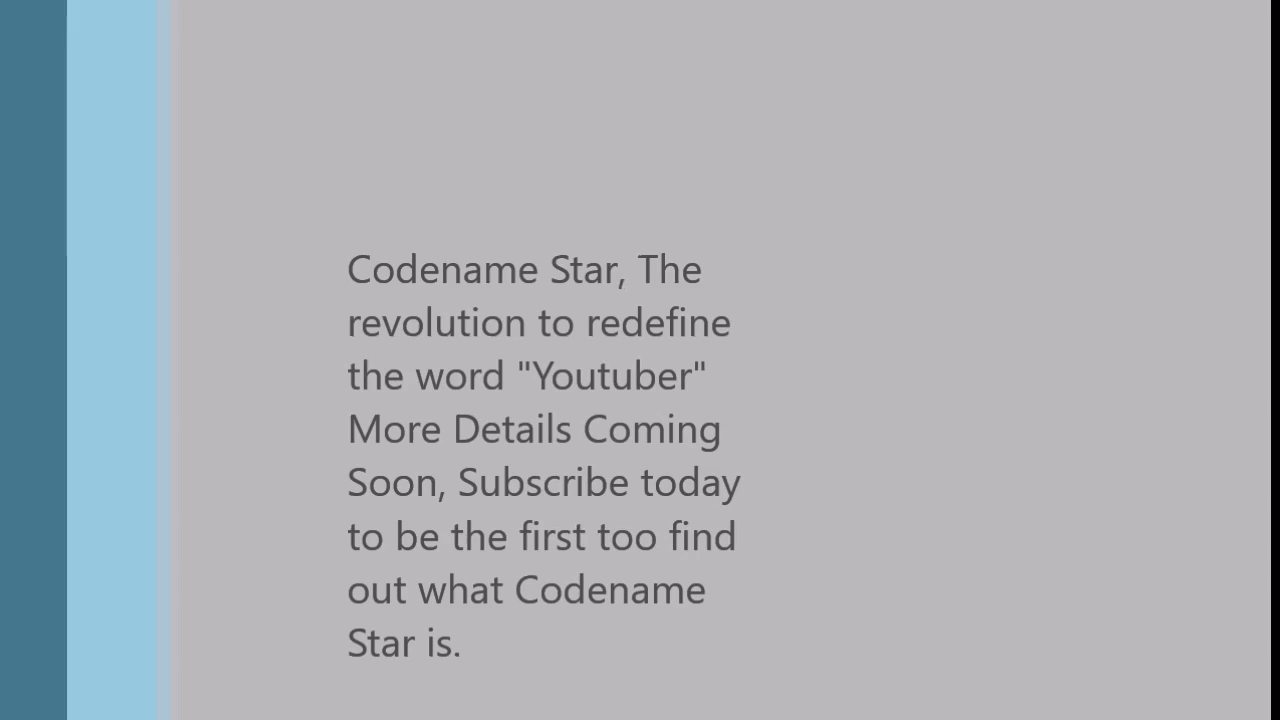 Codename Star, The
revolution to redefine
the word "Youtuber"
More Details Coming
Soon, Subscribe today
to be the first too find
out what Codename
Star is.